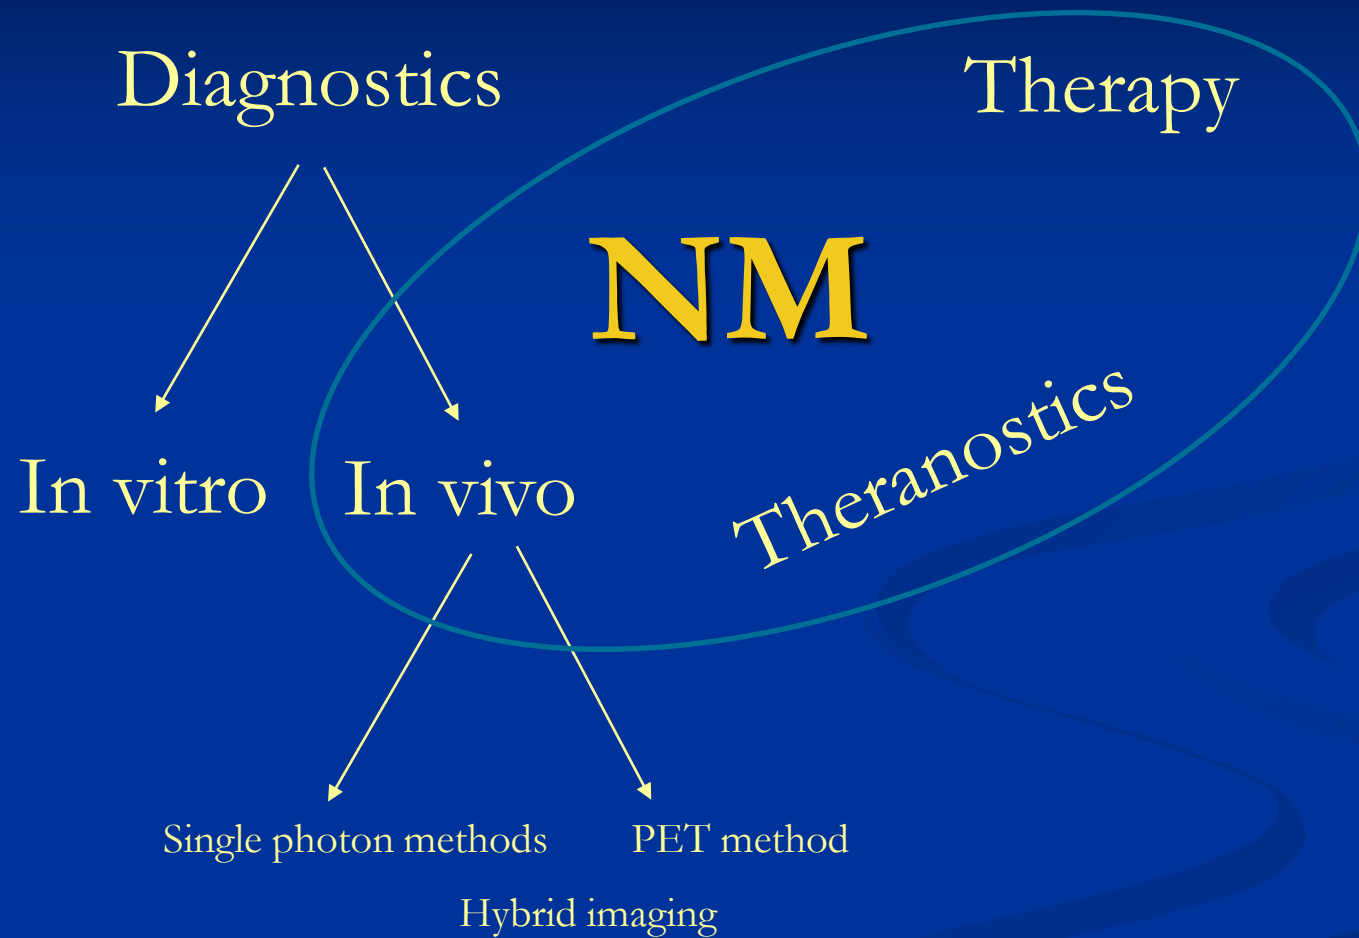 Diagnostics
Therapy
NM
Theranostics
In vitro
In vivo
Single photon methods
PET method
Hybrid imaging